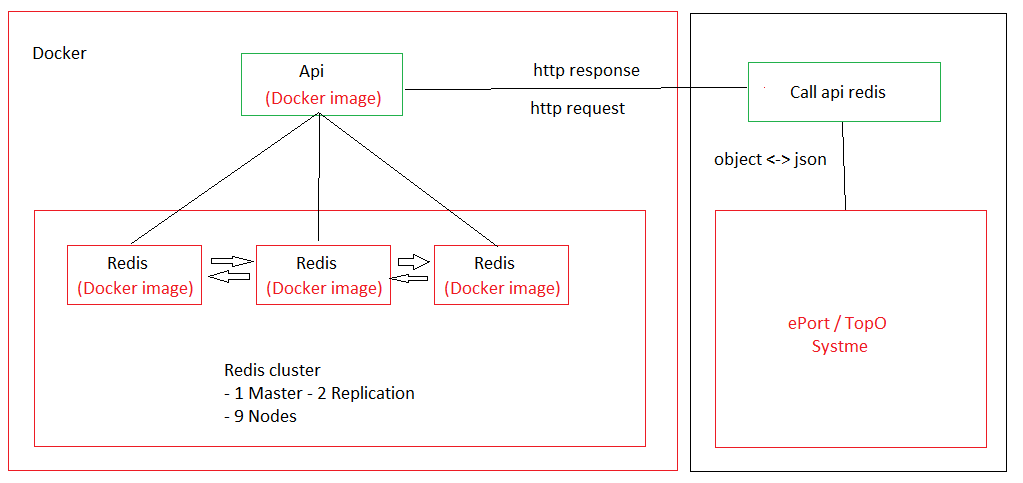 Docker
Api
(Docker image)
http response
http request
Call api redis
object <-> json
Redis
(Docker image)
Redis
(Docker image)
Redis
(Docker image)
Redis cluster
- 1 Master - 2 Replication
- 9 Nodes
ePort / TopO
Systme